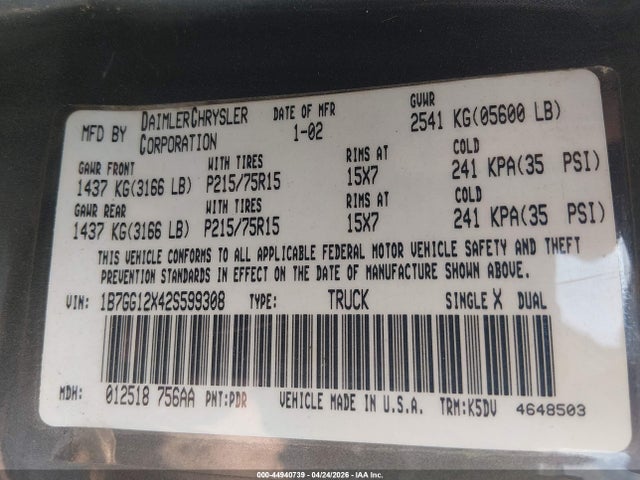 MFD BY DAIMLERCHRYSLER CORPORATION DATE OF MFR 1-02 GVWR 2541 KG(05600 LB)
GAWR FRONT WITH TIRES RIMS AT COLD
1437 KG(3166 LB) P215/75R15 15X7 241 KPA(35 PSI)
GAWR REAR WITH TIRES RIMS AT COLD
1437 KG(3166 LB) P215/75R15 15X7 241 KPA(35 PSI)
THIS VEHICLE CONFORMS TO ALL APPLICABLE FEDERAL MOTOR VEHICLE SAFETY AND THEFT
PREVENTION STANDARDS IN EFFECT ON THE DATE OF MANUFACTURE SHOWN ABOVE.
VIN: 1B7GG12X42S599308 TYPE: TRUCK SINGLE X DUAL
MDH: 012518 756AA PNT:PDR VEHICLE MADE IN U.S.A. TRM:K5DV 4648503
000-44940739 - 04/24/2026 - IAA Inc.